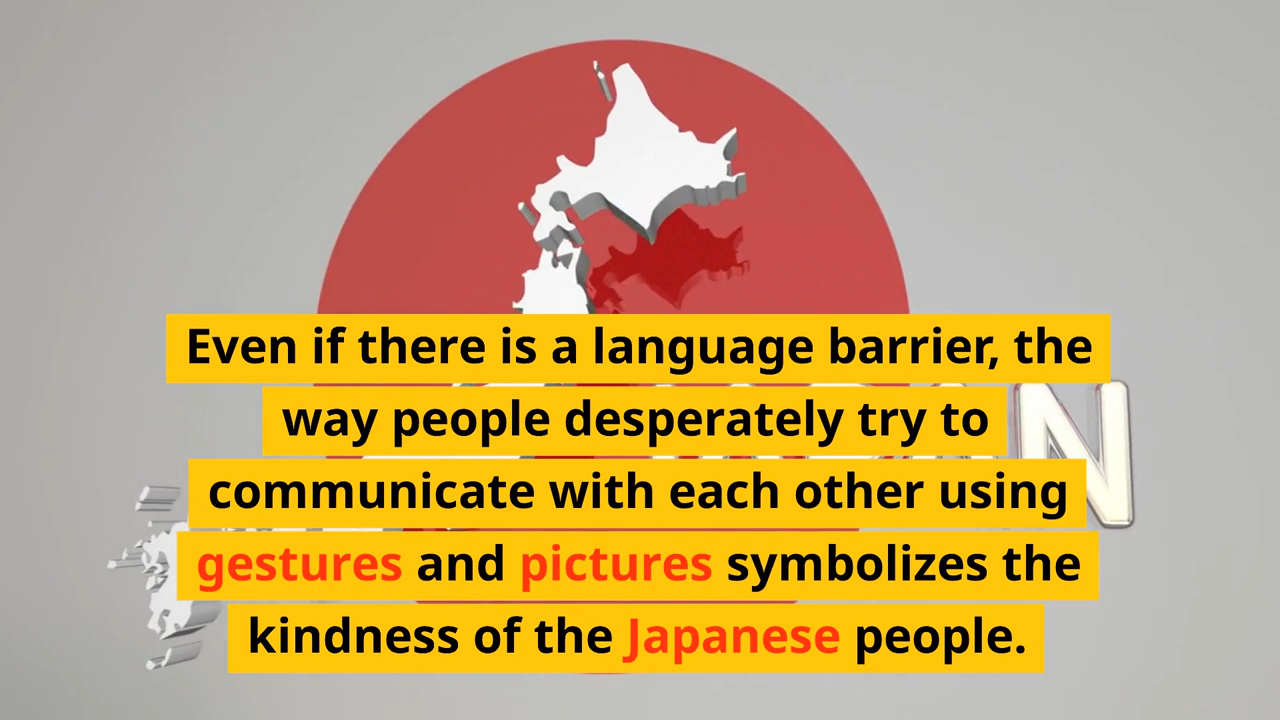 Even if there is a language barrier, the
way people desperately try to
communicate with each other using
gestures and pictures symbolizes the
kindness of the Japanese people.
N